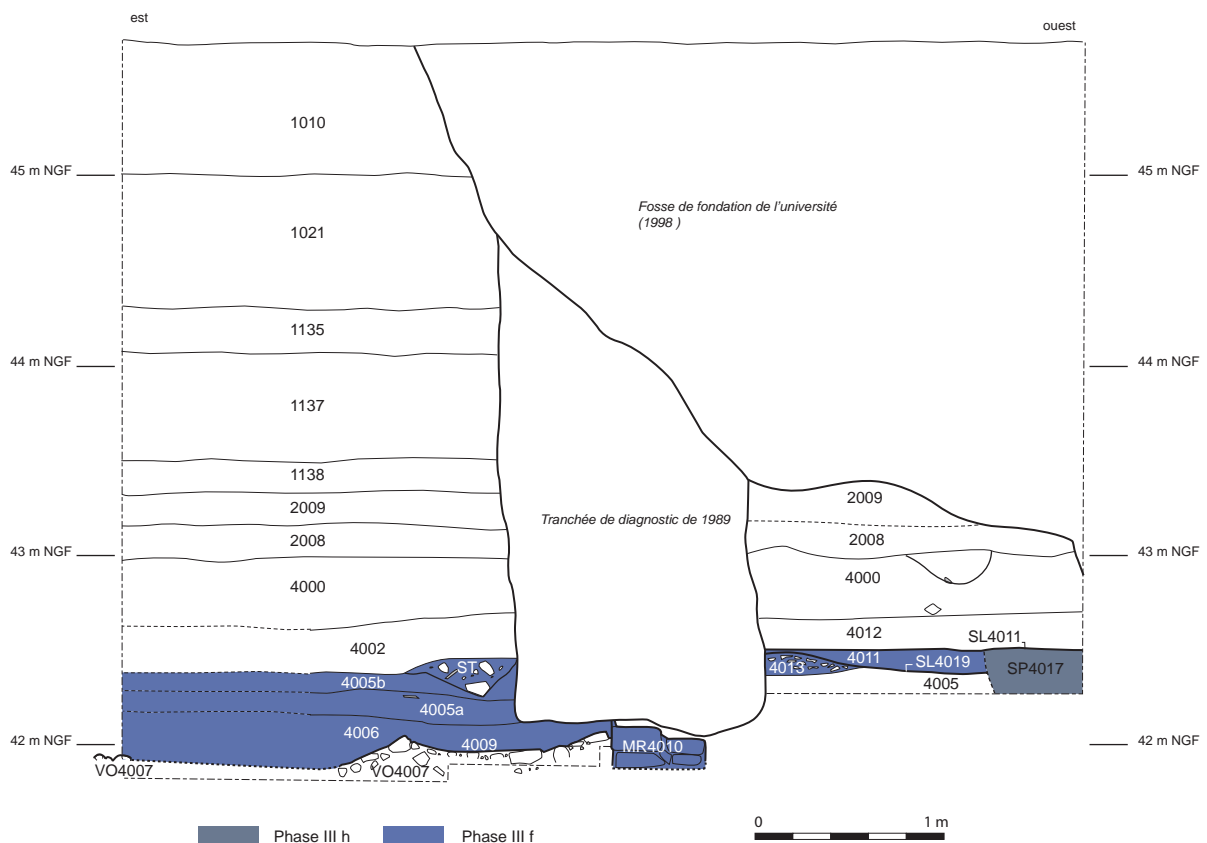 est
ouest
1010
45 m NGF
45 m NGF
Fosse de fondation de l'université
(1998 )
1021
1135
44 m NGF
44 m NGF
1137
1138
2009
2009
Tranchée de diagnostic de 1989
2008
2008
43 m NGF
43 m NGF
4000
4000
4002
4012
SL4011
ST
4011
SL4019
4013
SP4017
4005b
4005
4005a
4006
4009
42 m NGF
MR4010
42 m NGF
VO4007
VO4007
Phase III h
Phase III f
0
1 m